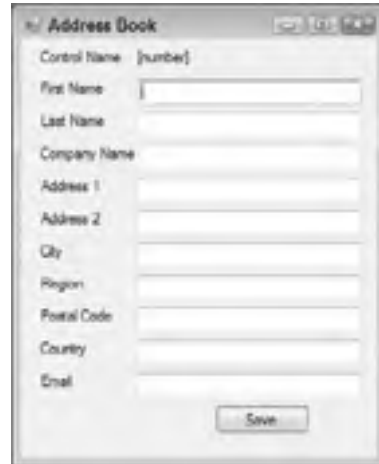 Address Book
Control Name [number]
First Name
Last Name
Company Name
Address 1
Address 2
City
Region
Postal Code
Country
Email
Save